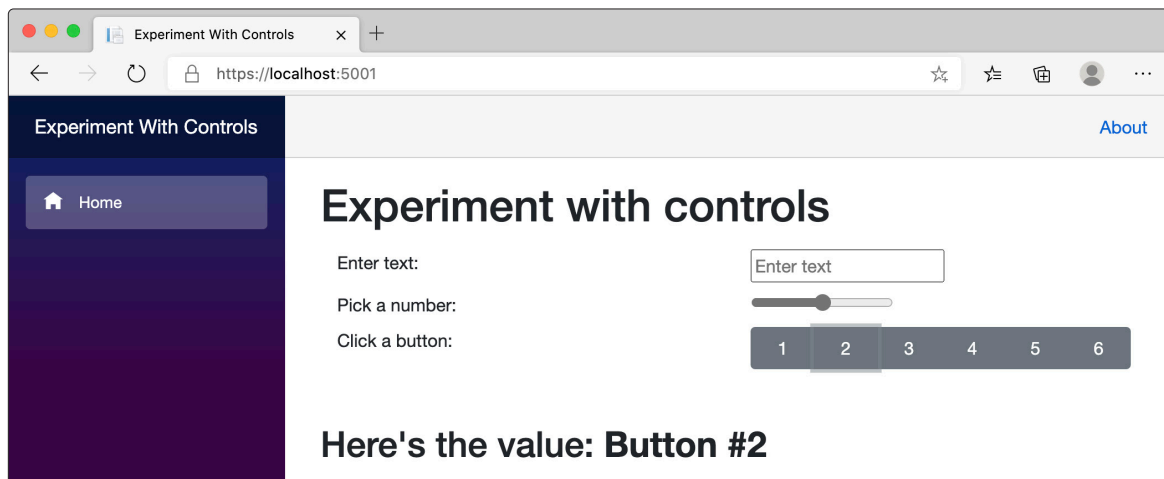 Experiment With Controls
https://localhost:5001
Experiment With Controls
About
Home
Experiment with controls
Enter text:
Enter text
Pick a number:
Click a button:
1 2 3 4 5 6
Here's the value: Button #2